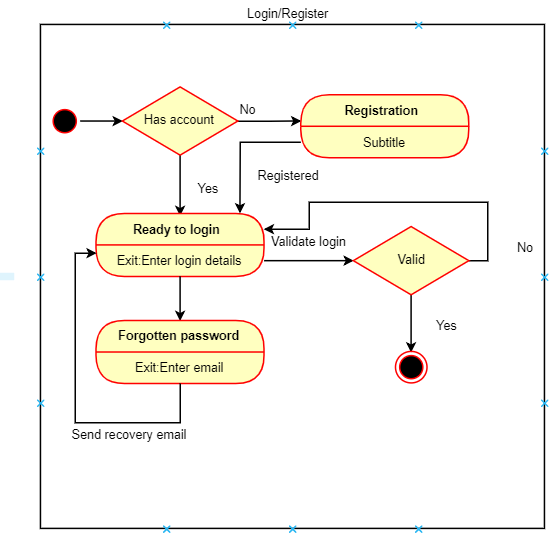 Login/Register
Has account
No
Registration
Subtitle
Yes
Registered
Ready to login
Exit:Enter login details
Validate login
Valid
No
Yes
Forgotten password
Exit:Enter email
Send recovery email